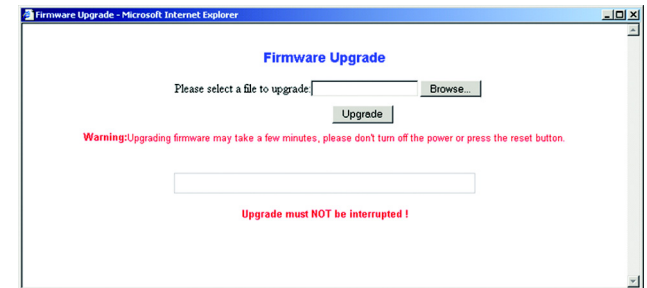 Firmware Upgrade - Microsoft Internet Explorer
Firmware Upgrade
Please select a file to upgrade: Browse...
Upgrade
Warning:Upgrading firmware may take a few minutes, please don't turn off the power or press the reset button.
Upgrade must NOT be interrupted !